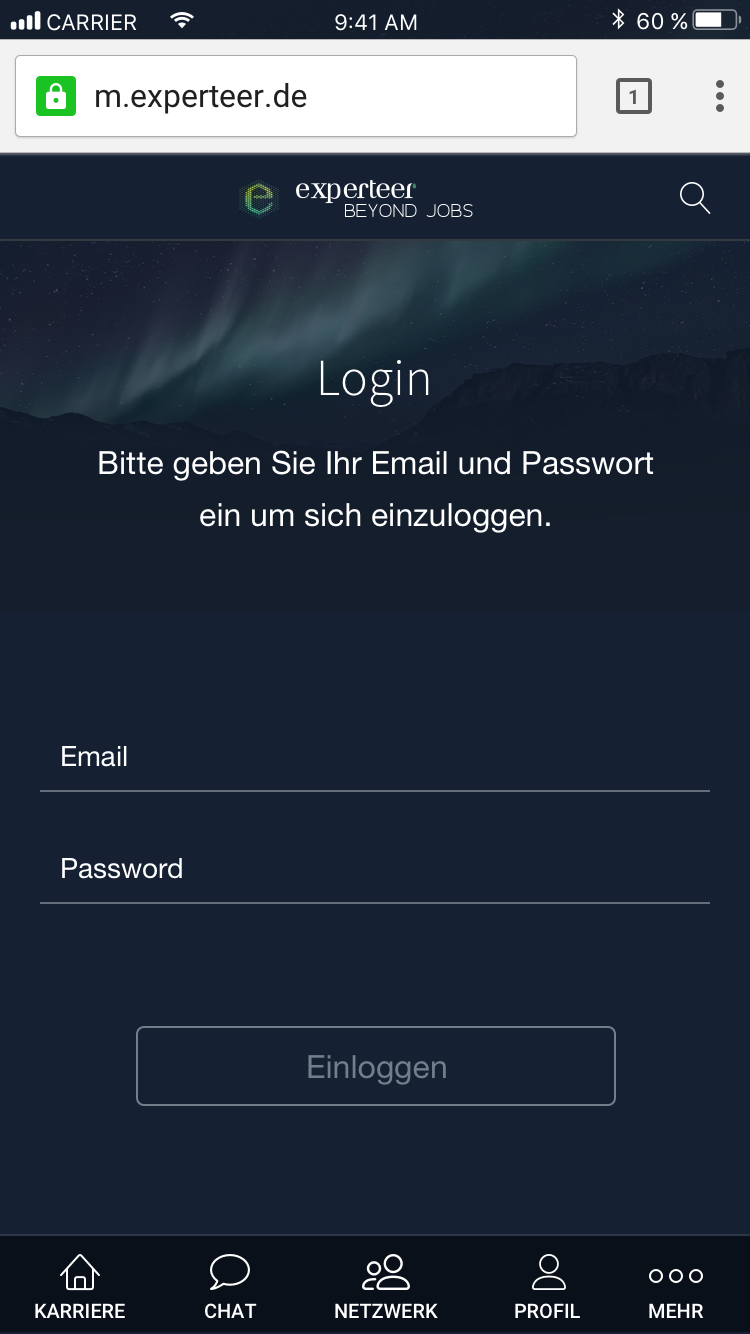 CARRIER 9:41 AM 60 %
m.experteer.de 1
experteer
BEYOND JOBS
Login
Bitte geben Sie Ihr Email und Passwort
ein um sich einzuloggen.
Email
Password
Einloggen
KARRIERE CHAT NETZWERK PROFIL MEHR